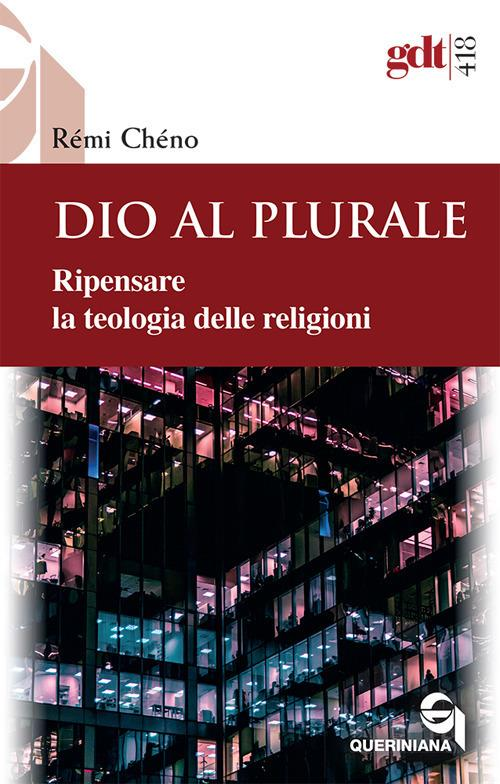 gdt
418
Rémi Chéno
DIO AL PLURALE
Ripensare
la teologia delle religioni
QUERINIANA